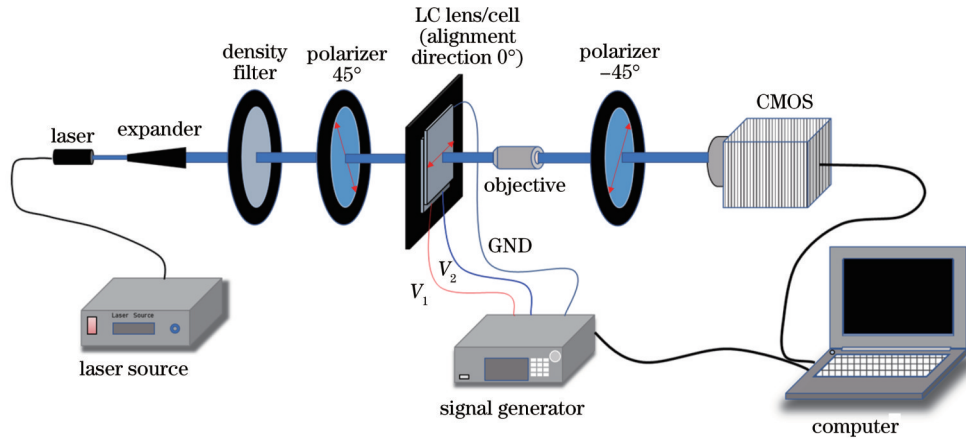 LC lens/cell
(alignment
direction 0°)
density
filter
polarizer
45°
polarizer
−45°
CMOS
laser
expander
objective
GND
V2
V1
Laser Source
laser source
signal generator
computer